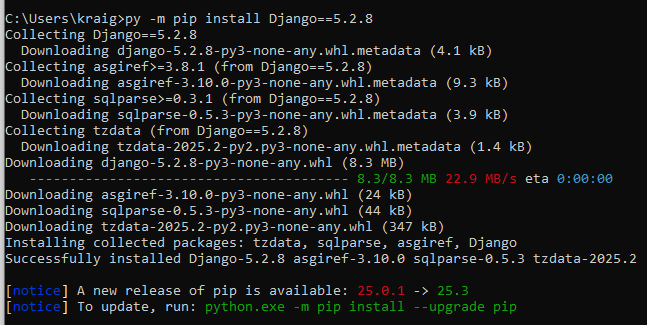 C:\Users\kraig>py -m pip install Django==5.2.8
Collecting Django==5.2.8
  Downloading django-5.2.8-py3-none-any.whl.metadata (4.1 kB)
Collecting asgiref>=3.8.1 (from Django==5.2.8)
  Downloading asgiref-3.10.0-py3-none-any.whl.metadata (9.3 kB)
Collecting sqlparse>=0.3.1 (from Django==5.2.8)
  Downloading sqlparse-0.5.3-py3-none-any.whl.metadata (3.9 kB)
Collecting tzdata (from Django==5.2.8)
  Downloading tzdata-2025.2-py2.py3-none-any.whl.metadata (1.4 kB)
Downloading django-5.2.8-py3-none-any.whl (8.3 MB)
   ---------------------------------------- 8.3/8.3 MB 22.9 MB/s eta 0:00:00
Downloading asgiref-3.10.0-py3-none-any.whl (24 kB)
Downloading sqlparse-0.5.3-py3-none-any.whl (44 kB)
Downloading tzdata-2025.2-py2.py3-none-any.whl (347 kB)
Installing collected packages: tzdata, sqlparse, asgiref, Django
Successfully installed Django-5.2.8 asgiref-3.10.0 sqlparse-0.5.3 tzdata-2025.2
[notice] A new release of pip is available: 25.0.1 -> 25.3
[notice] To update, run: python.exe -m pip install --upgrade pip